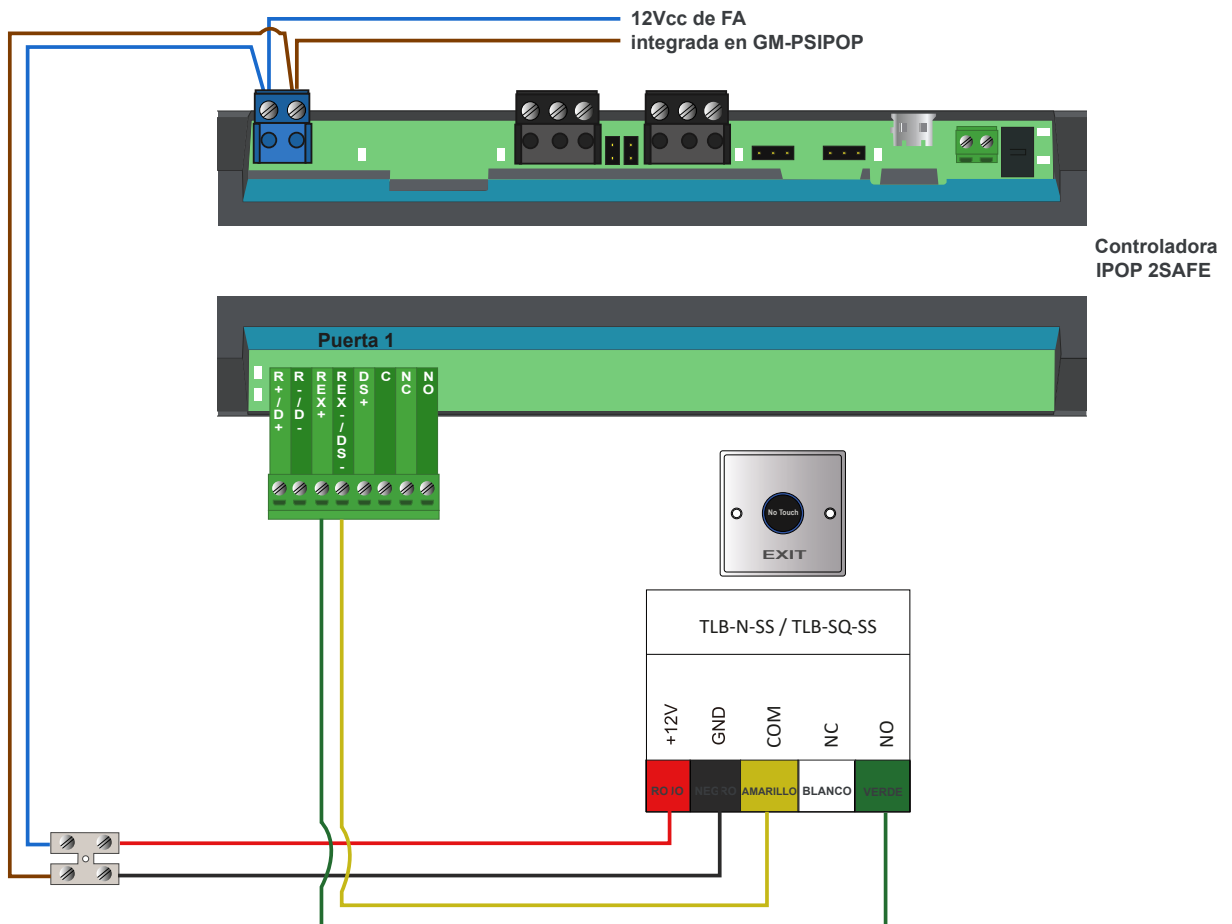 12Vcc de FA
integrada en GM-PSIPOP
Controladora
IPOP 2SAFE
Puerta 1
R+/D+
R-/D-
REX+
REX-/DS-
DS+
C
NC
NO
No Touch
EXIT
TLB-N-SS / TLB-SQ-SS
+12V
GND
COM
NC
NO
ROJO
NEGRO
AMARILLO
BLANCO
VERDE